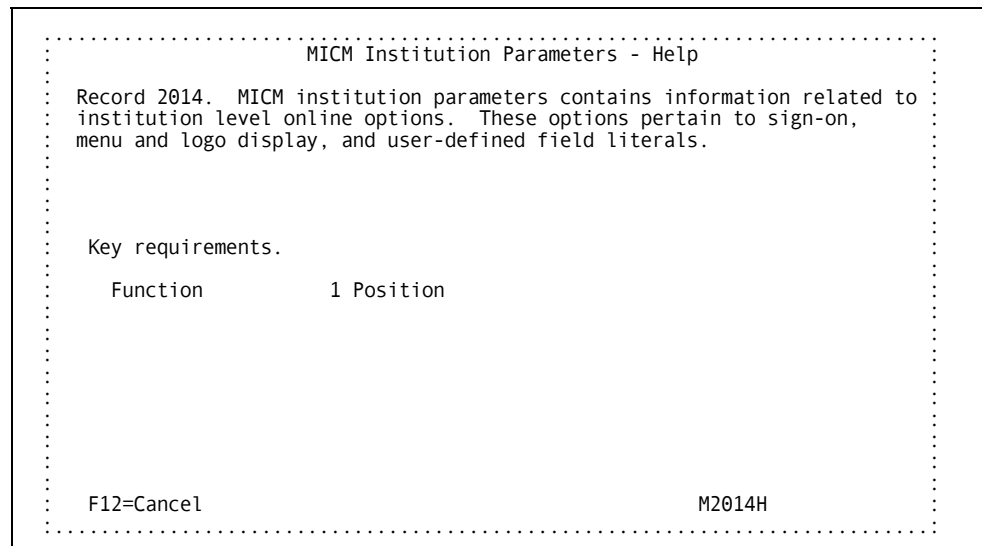 MICM Institution Parameters - Help
Record 2014. MICM institution parameters contains information related to
institution level online options. These options pertain to sign-on,
menu and logo display, and user-defined field literals.
Key requirements.
Function 1 Position
F12=Cancel M2014H